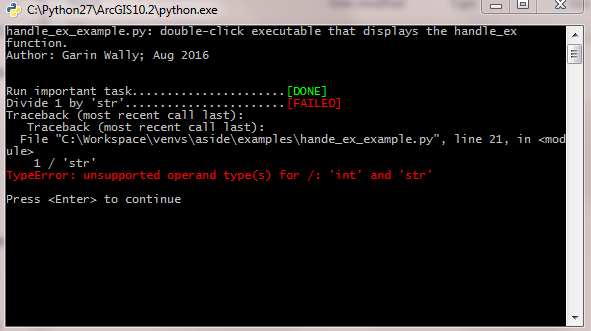 C:\Python27\ArcGIS10.2\python.exe
handle_ex_example.py: double-click executable that displays the handle_ex
function.
Author: Garin Wally; Aug 2016
Run important task......................[DONE]
Divide 1 by 'str'.......................[FAILED]
Traceback (most recent call last):
Traceback (most recent call last):
File "C:\Workspace\venvs\aside\examples\hande_ex_example.py", line 21, in <mod
ule>
1 / 'str'
TypeError: unsupported operand type(s) for /: 'int' and 'str'
Press <Enter> to continue